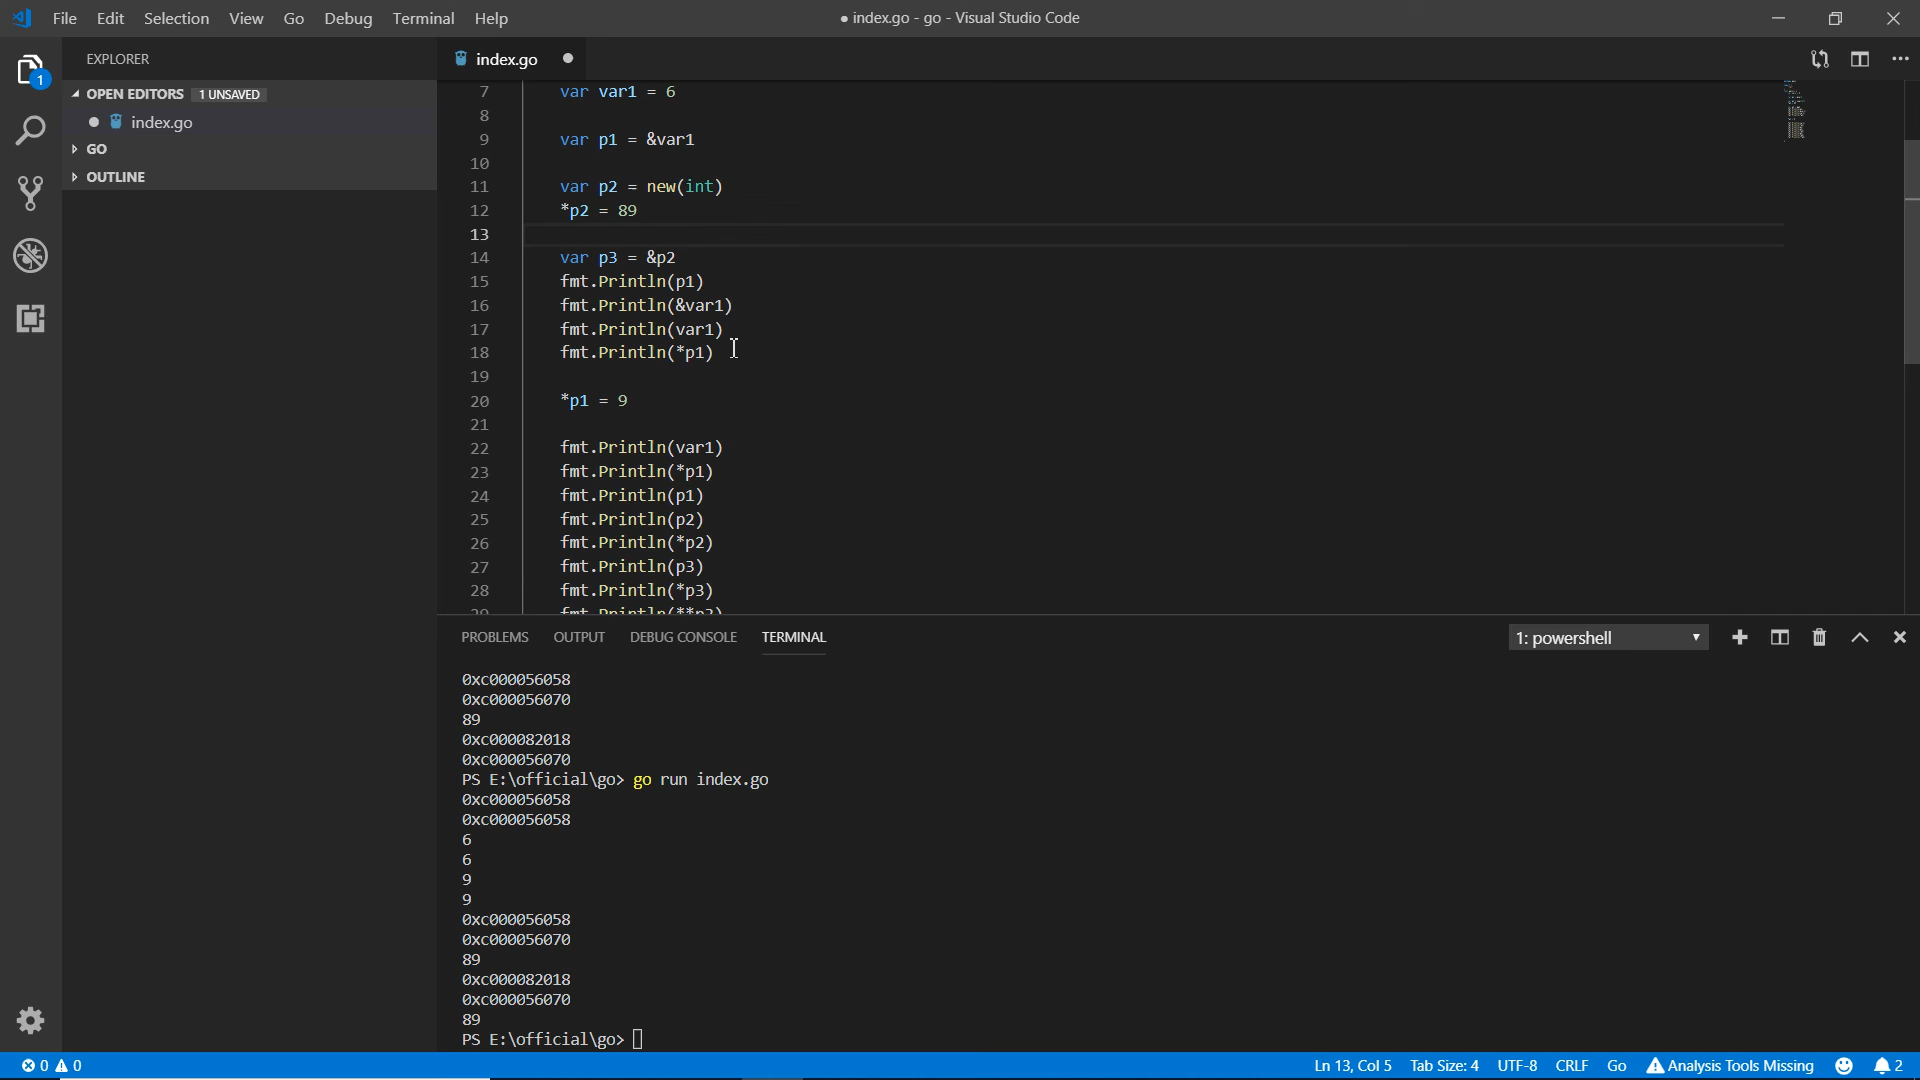 File Edit Selection View Go Debug Terminal Help
● index.go - go - Visual Studio Code
EXPLORER
OPEN EDITORS 1 UNSAVED
index.go
GO
OUTLINE
1
index.go
7 var var1 = 6
8
9 var p1 = &var1
10
11 var p2 = new(int)
12 *p2 = 89
13
14 var p3 = &p2
15 fmt.Println(p1)
16 fmt.Println(&var1)
17 fmt.Println(var1)
18 fmt.Println(*p1)
19
20 *p1 = 9
21
22 fmt.Println(var1)
23 fmt.Println(*p1)
24 fmt.Println(p1)
25 fmt.Println(p2)
26 fmt.Println(*p2)
27 fmt.Println(p3)
28 fmt.Println(*p3)
29 fmt.Println(**p3)
PROBLEMS OUTPUT DEBUG CONSOLE TERMINAL
1: powershell
0xc000056058
0xc000056070
89
0xc000082018
0xc000056070
PS E:\official\go> go run index.go
0xc000056058
0xc000056058
6
6
9
9
0xc000056058
0xc000056070
89
0xc000082018
0xc000056070
89
PS E:\official\go>
0 0
Ln 13, Col 5 Tab Size: 4 UTF-8 CRLF Go Analysis Tools Missing 2